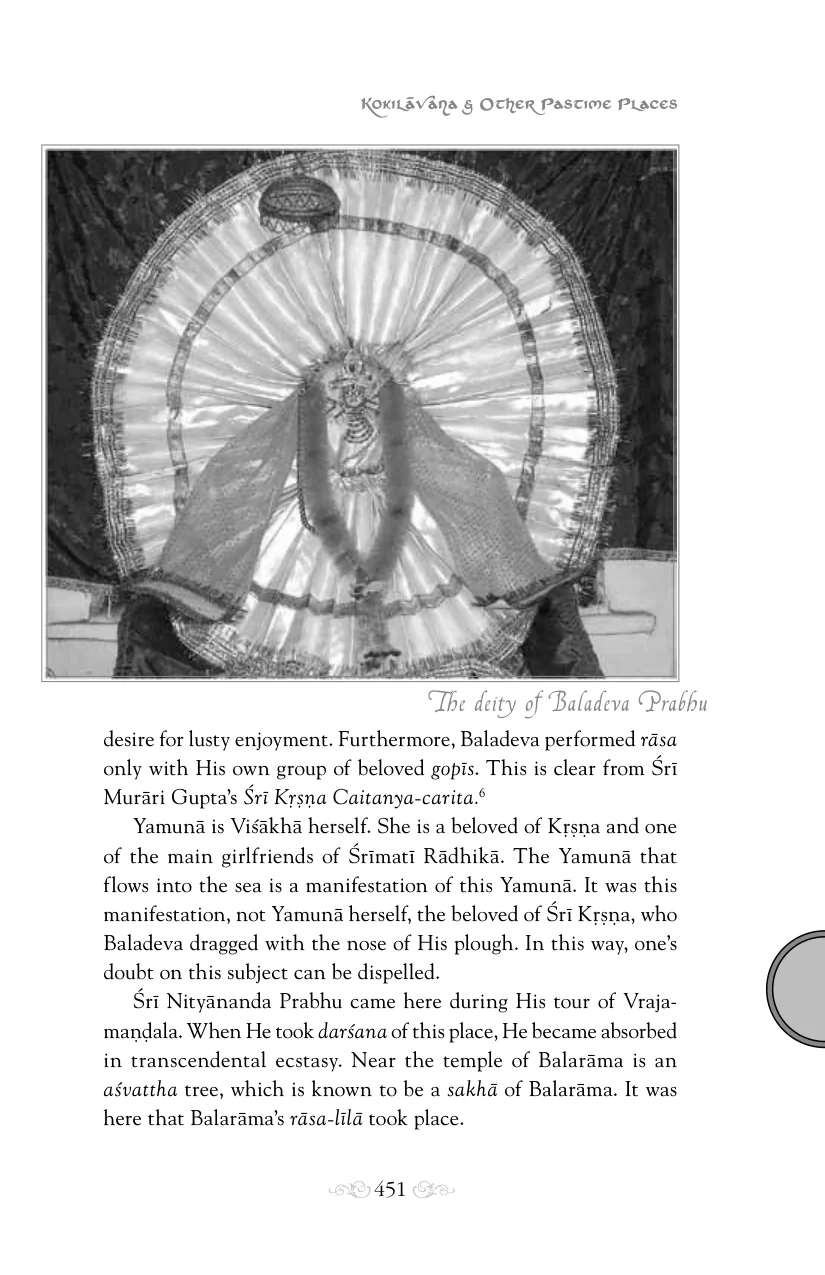 Kokilāvana & Other Pastime Places
The deity of Baladeva Prabhu
desire for lusty enjoyment. Furthermore, Baladeva performed rāsa
only with His own group of beloved gopīs. This is clear from Śrī
Murāri Gupta’s Śrī Kṛṣṇa Caitanya-carita.⁶
Yamunā is Viśākhā herself. She is a beloved of Kṛṣṇa and one
of the main girlfriends of Śrīmatī Rādhikā. The Yamunā that
flows into the sea is a manifestation of this Yamunā. It was this
manifestation, not Yamunā herself, the beloved of Śrī Kṛṣṇa, who
Baladeva dragged with the nose of His plough. In this way, one’s
doubt on this subject can be dispelled.
Śrī Nityānanda Prabhu came here during His tour of Vraja-
maṇḍala. When He took darśana of this place, He became absorbed
in transcendental ecstasy. Near the temple of Balarāma is an
aśvattha tree, which is known to be a sakhā of Balarāma. It was
here that Balarāma’s rāsa-līlā took place.
451